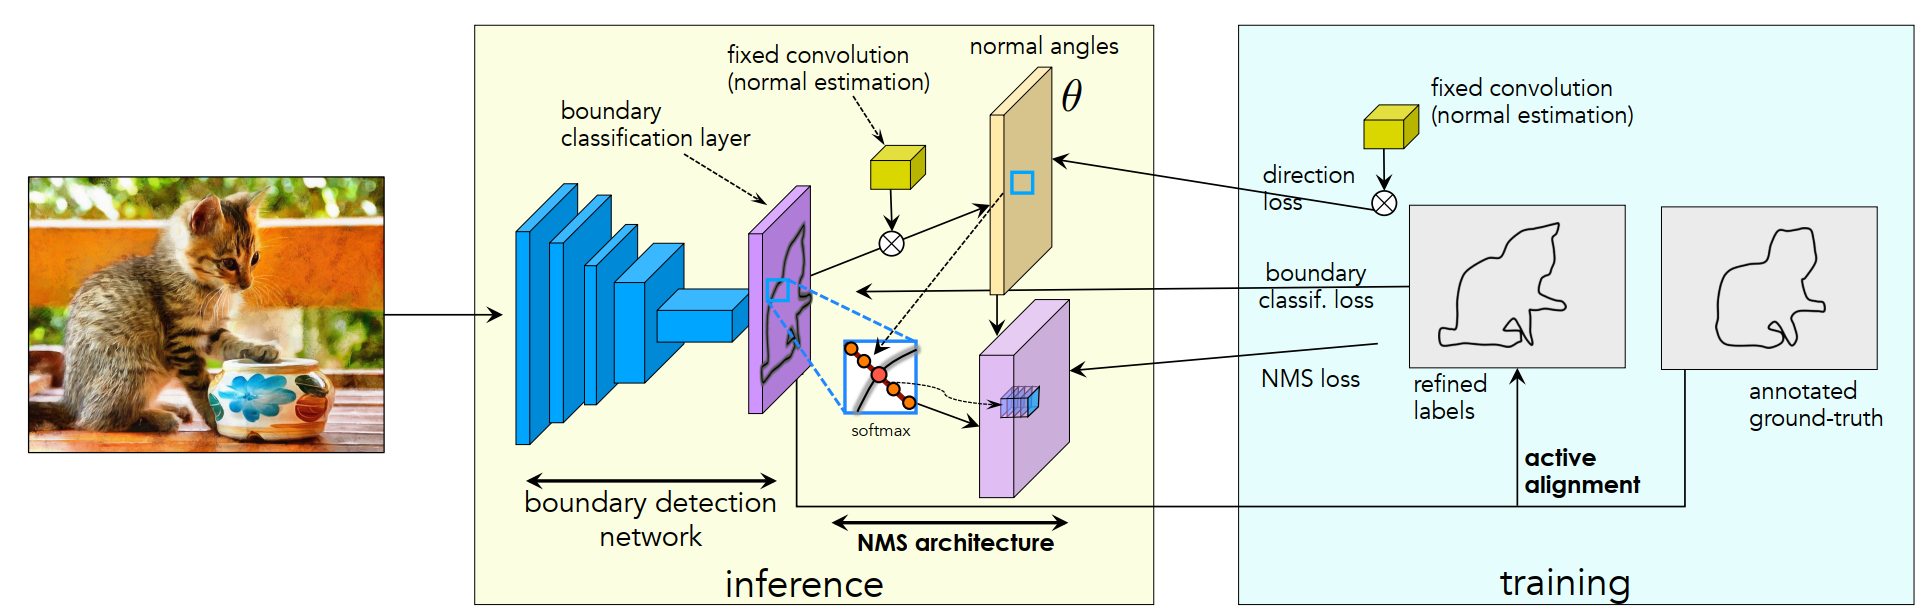 fixed convolution
(normal estimation)
normal angles
θ
boundary
classification layer
softmax
boundary detection
network
NMS architecture
inference
fixed convolution
(normal estimation)
direction
loss
boundary
classif. loss
NMS loss
refined
labels
annotated
ground-truth
active
alignment
training